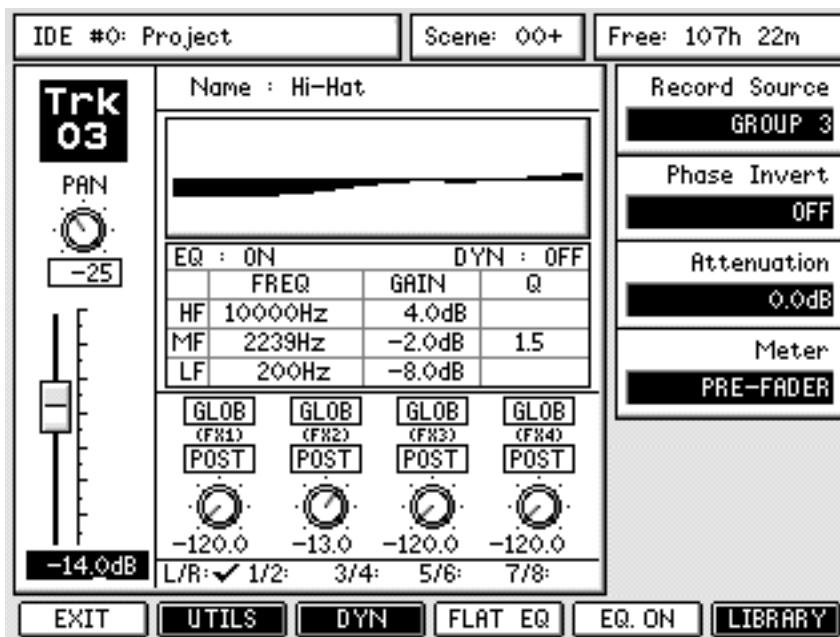 IDE #0: Project
Scene: 00+
Free: 107h 22m
Trk
03
PAN
-25
-14.0dB
Name : Hi-Hat
EQ : ON DYN : OFF
FREQ GAIN Q
HF 10000Hz 4.0dB
MF 2239Hz -2.0dB 1.5
LF 200Hz -8.0dB
GLOB GLOB GLOB GLOB
(FX1) (FX2) (FX3) (FX4)
POST POST POST POST
-120.0 -13.0 -120.0 -120.0
L/R:✓ 1/2: 3/4: 5/6: 7/8:
Record Source
GROUP 3
Phase Invert
OFF
Attenuation
0.0dB
Meter
PRE-FADER
EXIT UTILS DYN FLAT EQ EQ. ON LIBRARY